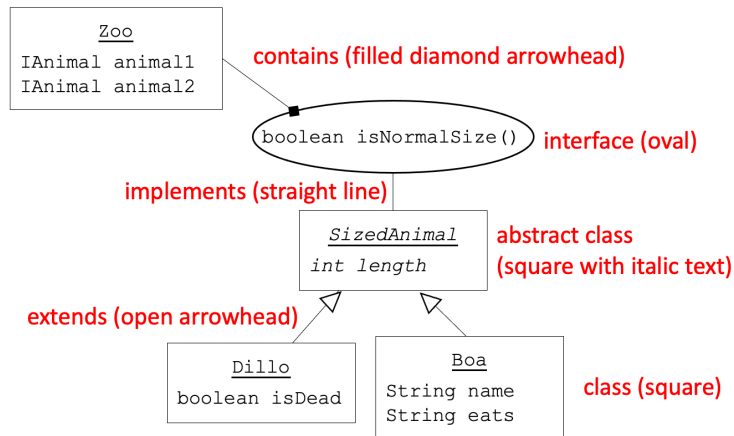 Zoo
IAnimal animal1
IAnimal animal2
contains (filled diamond arrowhead)
boolean isNormalSize()
interface (oval)
implements (straight line)
SizedAnimal
int length
abstract class
(square with italic text)
extends (open arrowhead)
Dillo
boolean isDead
Boa
String name
String eats
class (square)